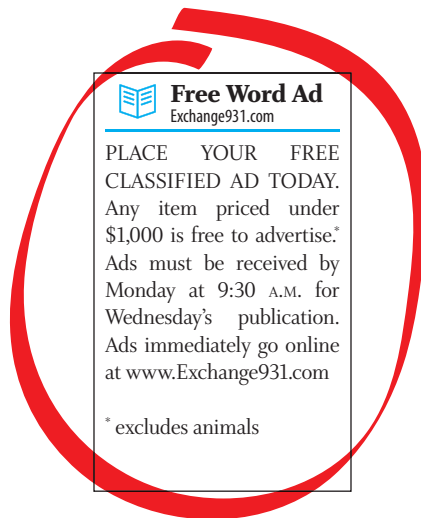 Free Word Ad
Exchange931.com
PLACE YOUR FREE
CLASSIFIED AD TODAY.
Any item priced under
$1,000 is free to advertise.*
Ads must be received by
Monday at 9:30 A.M. for
Wednesday’s publication.
Ads immediately go online
at www.Exchange931.com
* excludes animals